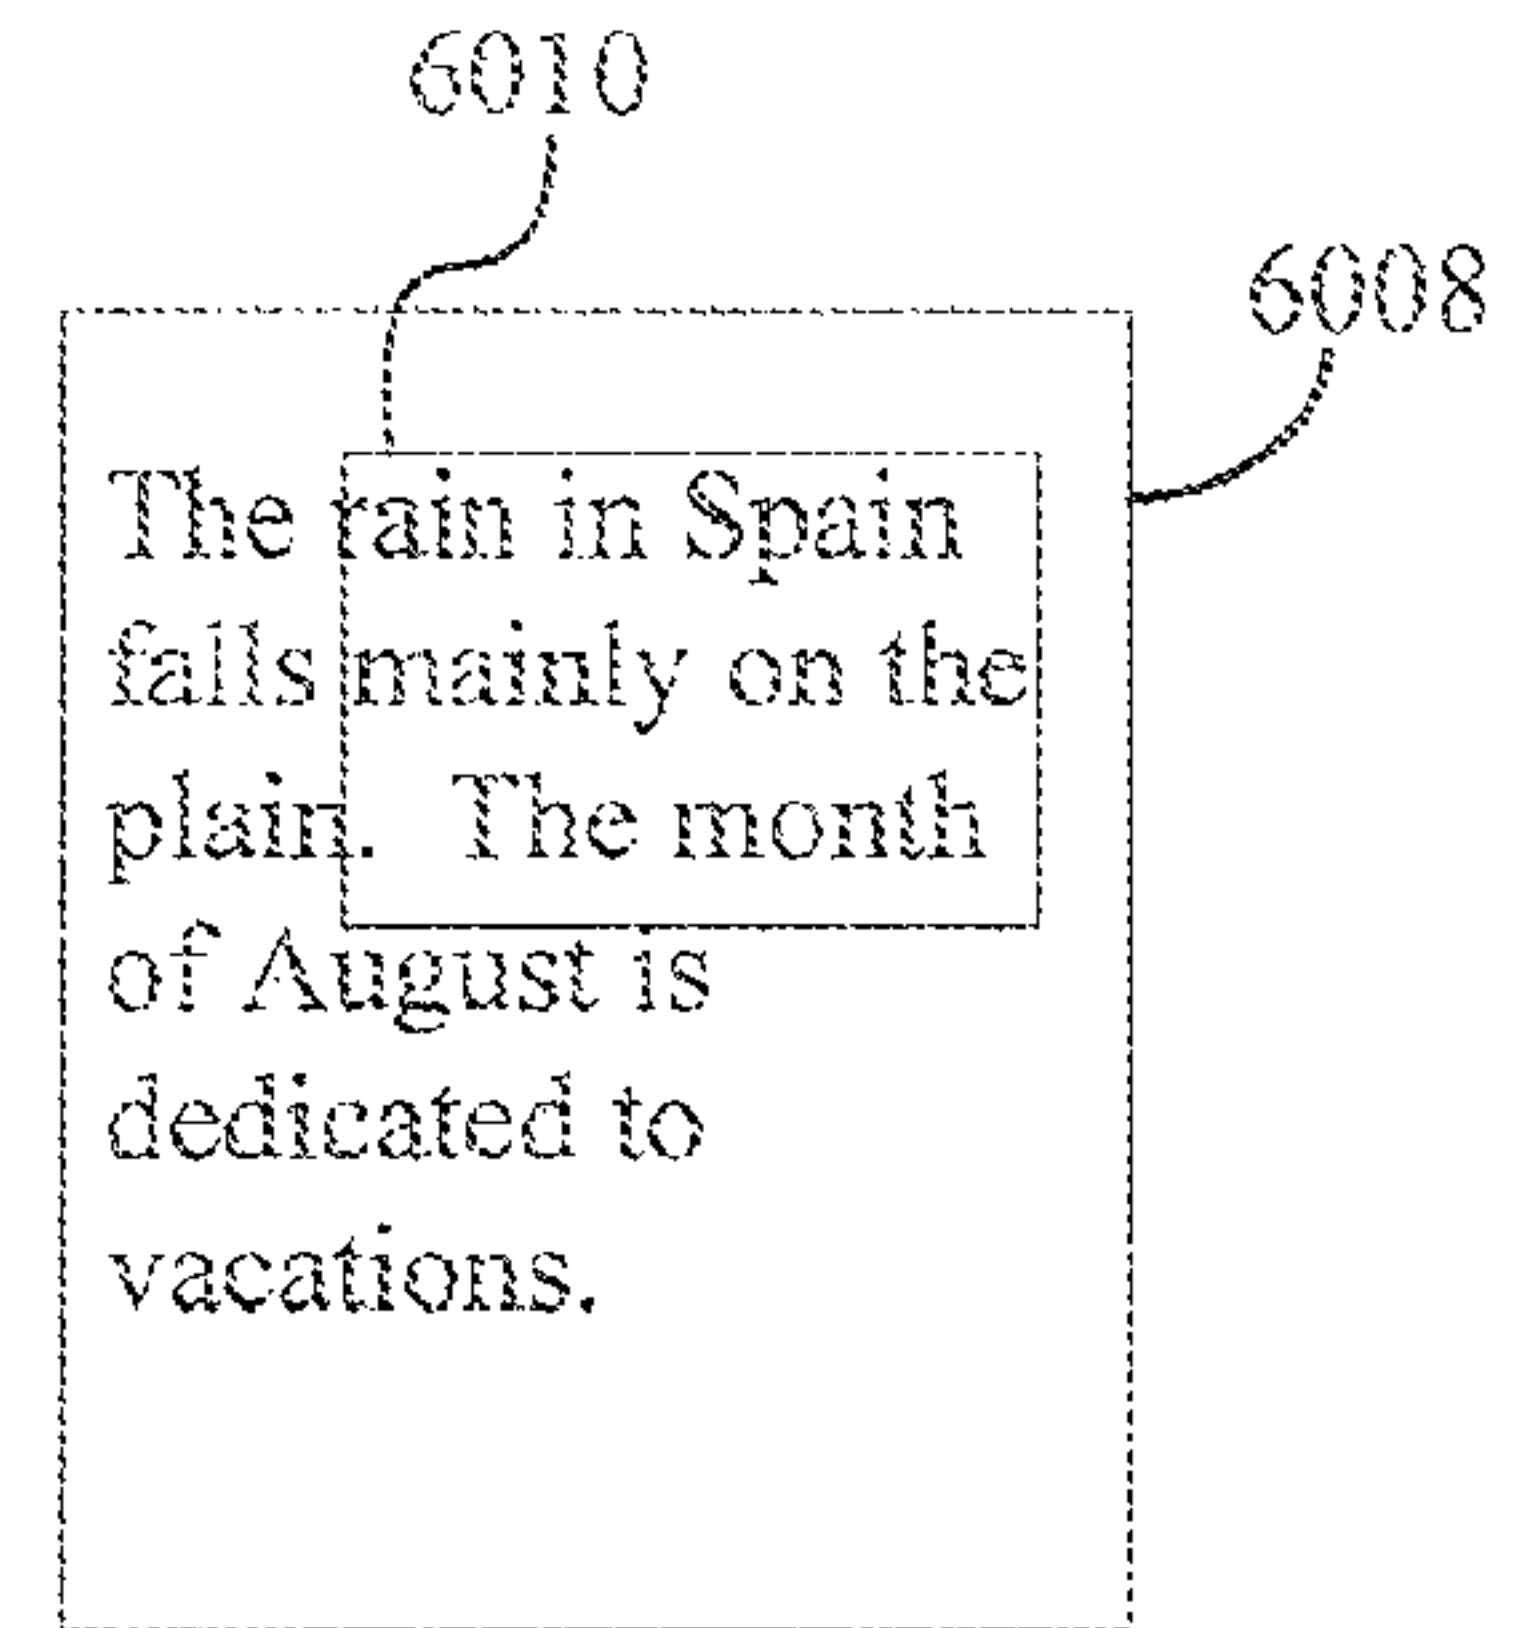 6010
6008
The rain in Spain
falls mainly on the
plain.  The month
of August is
dedicated to
vacations.